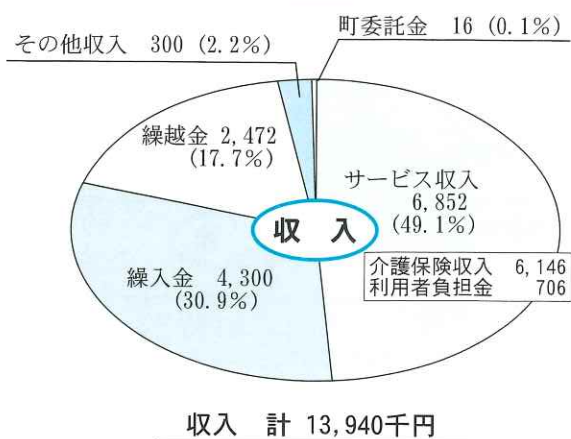 町委託金 16 (0.1%)
その他収入 300 (2.2%)
繰越金 2,472
(17.7%)
サービス収入
6,852
(49.1%)
収 入
介護保険収入 6,146
利用者負担金 706
繰入金 4,300
(30.9%)
収入 計 13,940千円